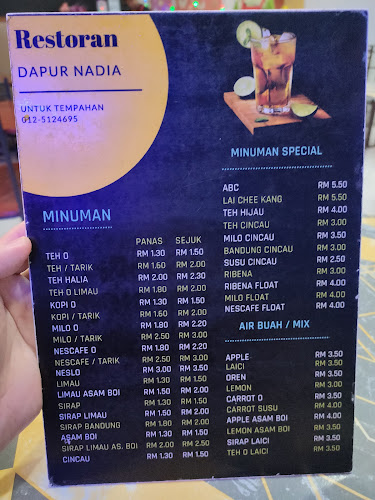 Restoran
DAPUR NADIA
UNTUK TEMPAHAN
012-5124695
MINUMAN
PANAS SEJUK
TEH O RM 1.30 RM 1.50
TEH / TARIK RM 1.60 RM 2.00
TEH HALIA RM 2.00 RM 2.30
TEH O LIMAU RM 1.80 RM 2.00
KOPI O RM 1.30 RM 1.50
KOPI / TARIK RM 1.60 RM 2.00
MILO O RM 1.80 RM 2.20
MILO / TARIK RM 2.50 RM 3.00
NESCAFE O RM 1.80 RM 2.20
NESCAFE / TARIK RM 2.50 RM 3.00
NESLO RM 3.00 RM 3.50
LIMAU RM 1.30 RM 1.50
LIMAU ASAM BOI RM 1.50 RM 2.00
SIRAP RM 1.30 RM 1.50
SIRAP LIMAU RM 1.50 RM 2.00
SIRAP BANDUNG RM 1.80 RM 2.00
ASAM BOI RM 1.30 RM 1.50
SIRAP LIMAU AS. BOI RM 2.00 RM 2.50
CINCAU RM 1.30 RM 1.50
MINUMAN SPECIAL
ABC RM 5.50
LAI CHEE KANG RM 5.50
TEH HIJAU RM 4.00
TEH CINCAU RM 3.00
MILO CINCAU RM 3.50
BANDUNG CINCAU RM 3.00
SUSU CINCAU RM 2.50
RIBENA RM 3.00
RIBENA FLOAT RM 4.00
MILO FLOAT RM 4.00
NESCAFE FLOAT RM 4.00
AIR BUAH / MIX
APPLE RM 3.50
LAICI RM 3.50
OREN RM 3.50
LEMON RM 3.00
CARROT O RM 3.50
CARROT SUSU RM 4.00
APPLE ASAM BOI RM 4.00
LEMON ASAM BOI RM 3.50
SIRAP LAICI RM 3.50
TEH O LAICI RM 3.50